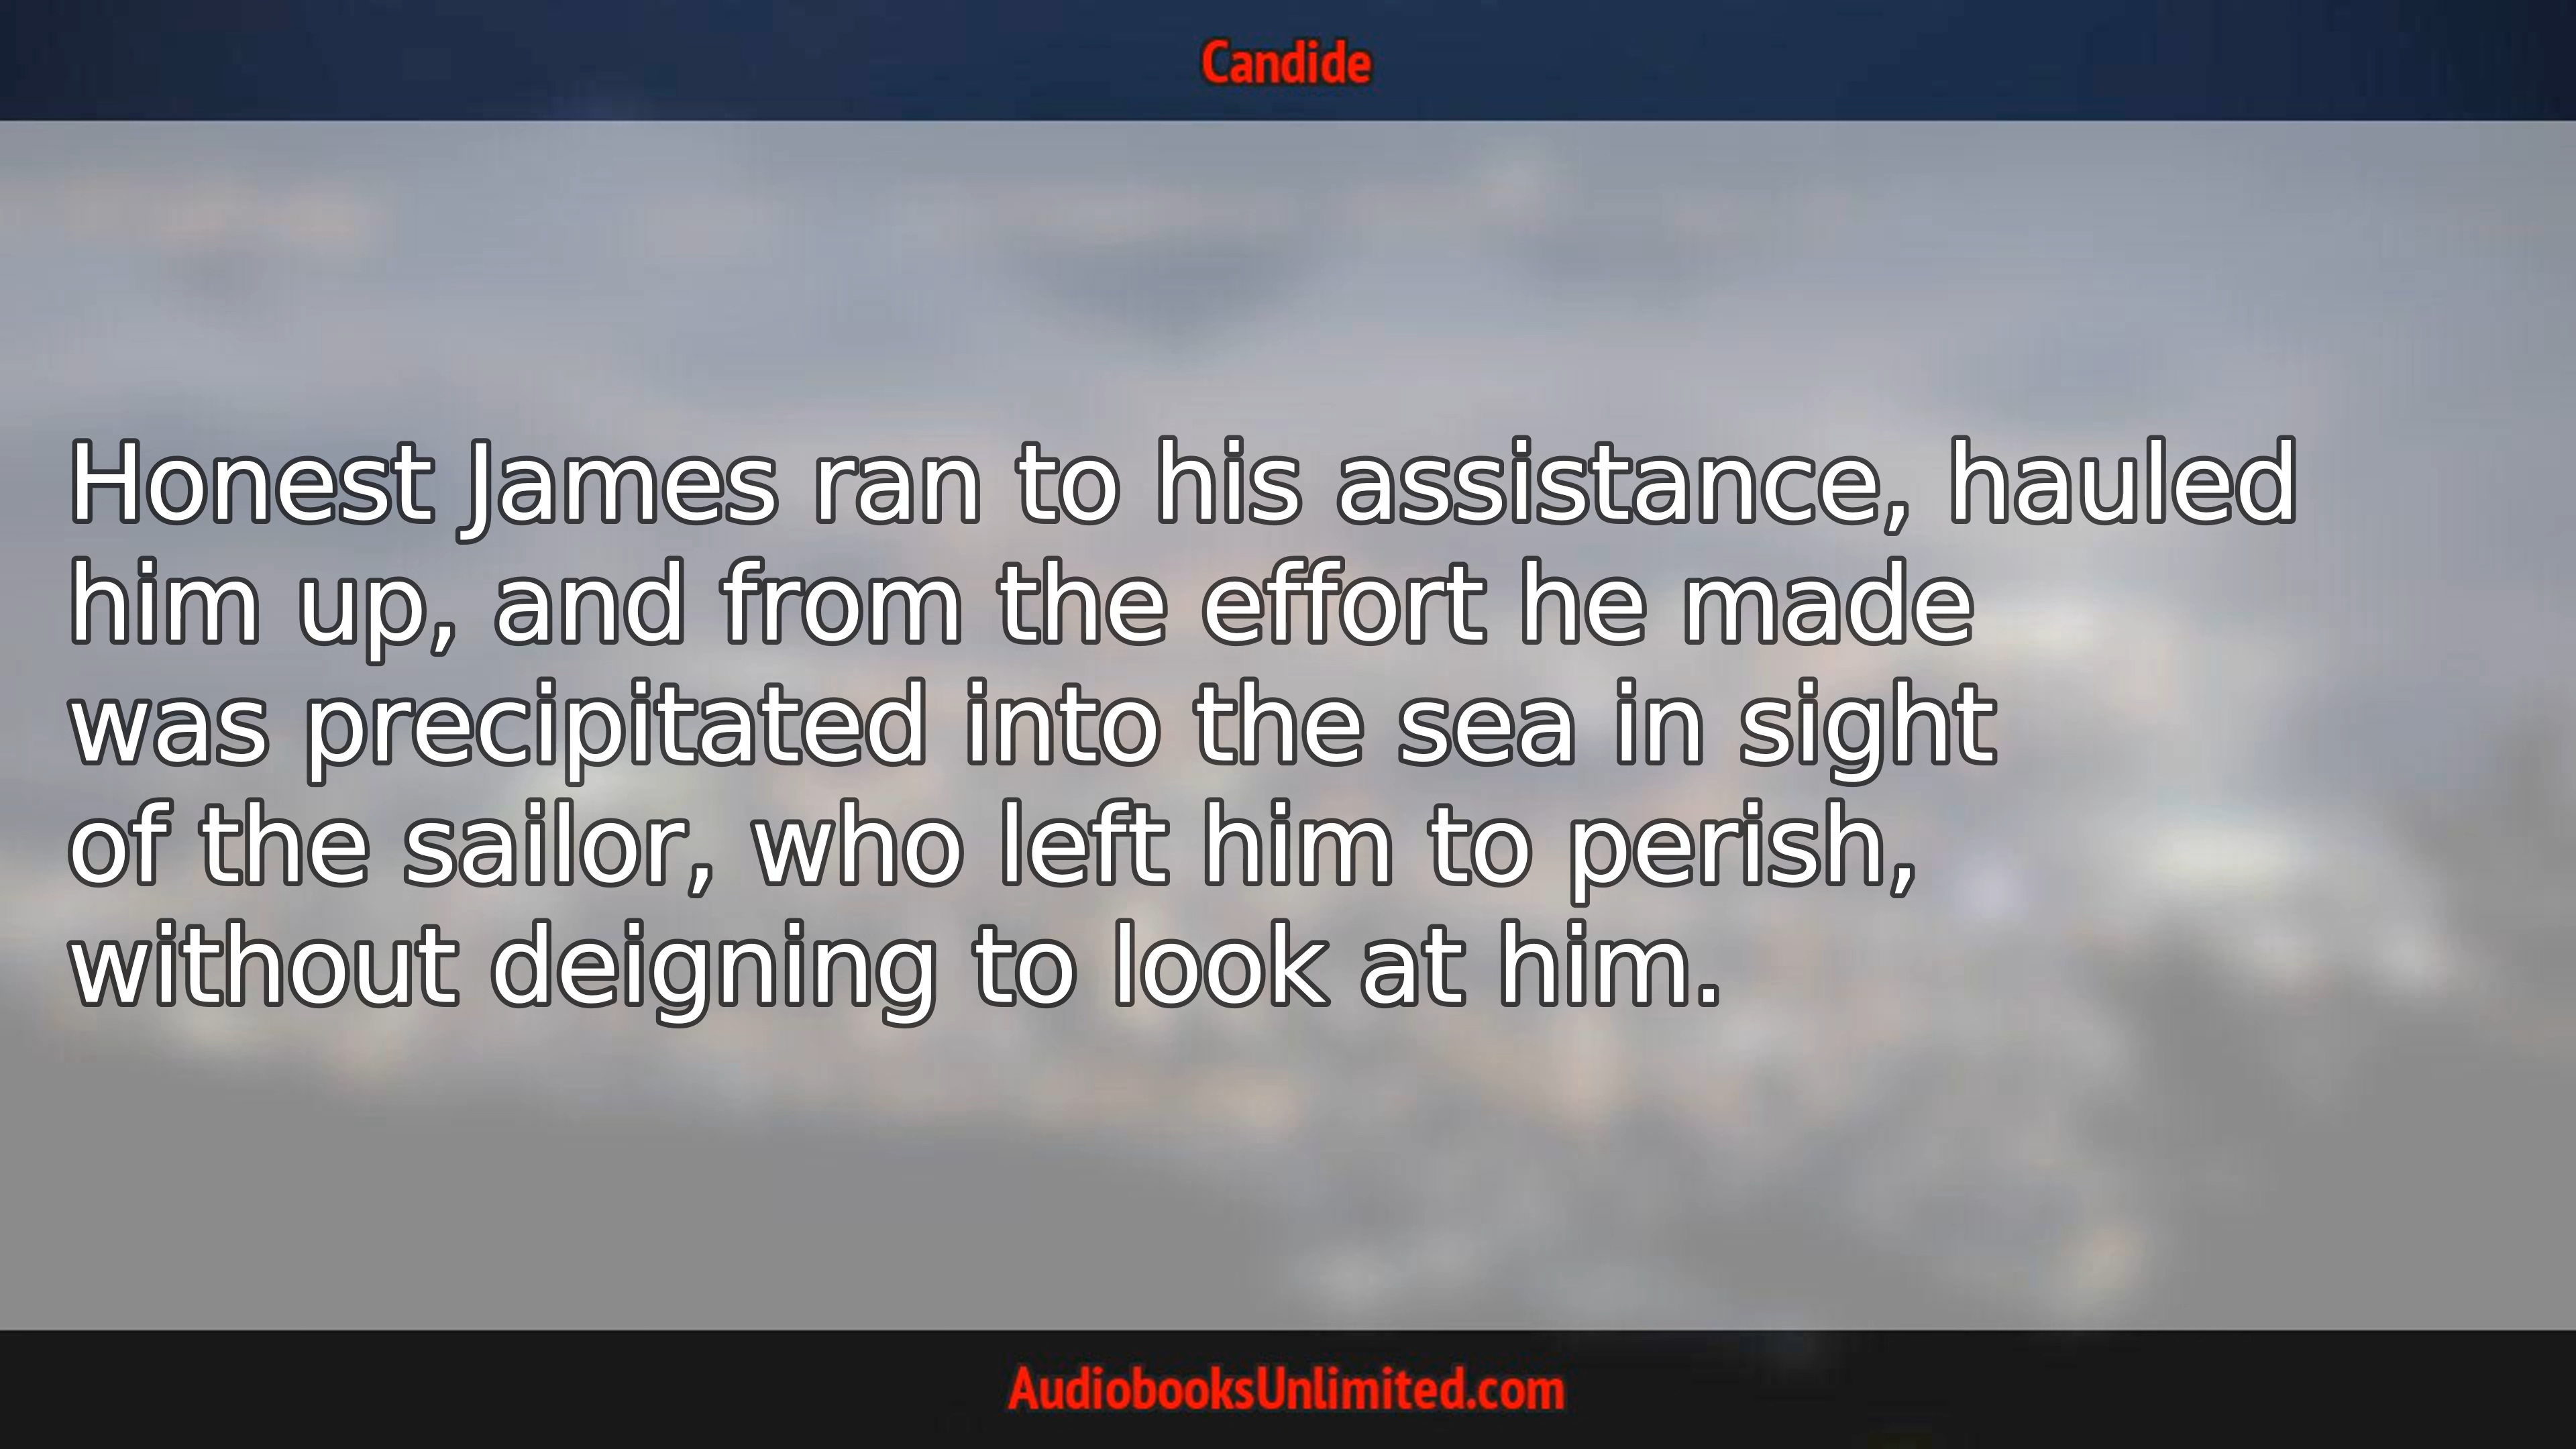 Candide
Honest James ran to his assistance, hauled
him up, and from the effort he made
was precipitated into the sea in sight
of the sailor, who left him to perish,
without deigning to look at him.
AudiobooksUnlimited.com